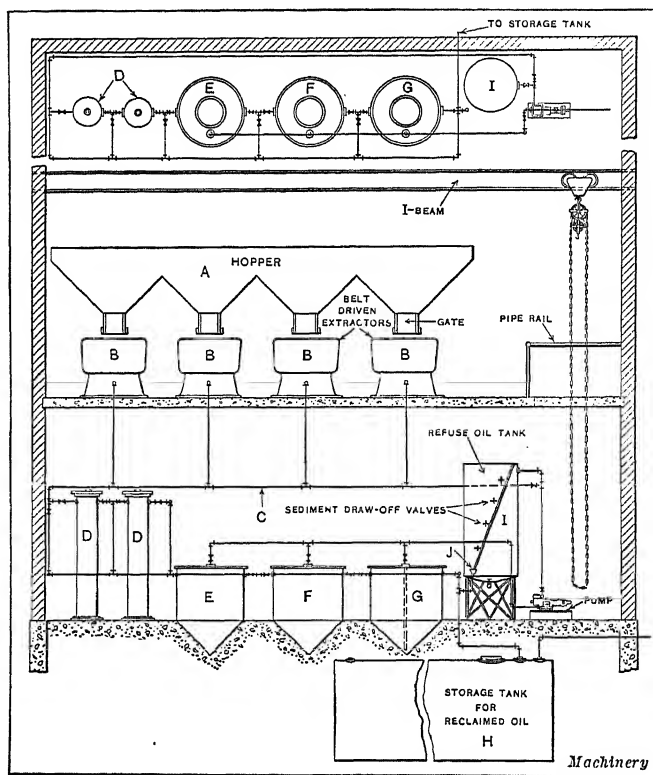 TO STORAGE TANK
D
E
F
G
I
I-BEAM
A
HOPPER
BELT
DRIVEN
EXTRACTORS
GATE
PIPE RAIL
B
B
B
B
REFUSE OIL TANK
C
SEDIMENT DRAW-OFF VALVES
I
D
D
J
E
F
G
PUMP
STORAGE TANK
FOR
RECLAIMED OIL
H
Machinery